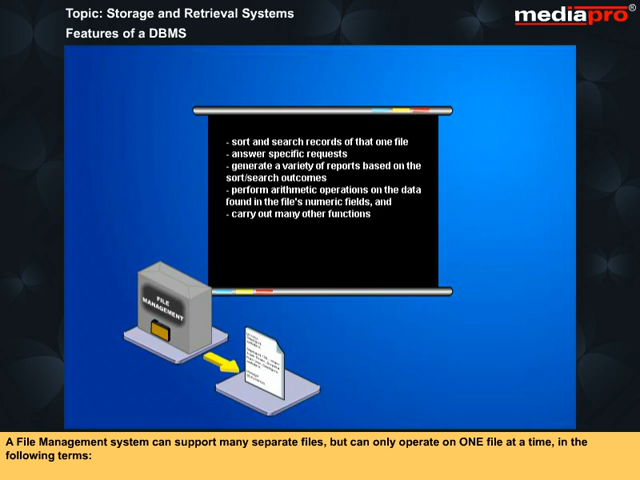 Topic: Storage and Retrieval Systems
Features of a DBMS
mediapro®
- sort and search records of that one file
- answer specific requests
- generate a variety of reports based on the
sort/search outcomes
- perform arithmetic operations on the data
found in the file's numeric fields, and
- carry out many other functions
FILE
MANAGEMENT
A File Management system can support many separate files, but can only operate on ONE file at a time, in the
following terms: